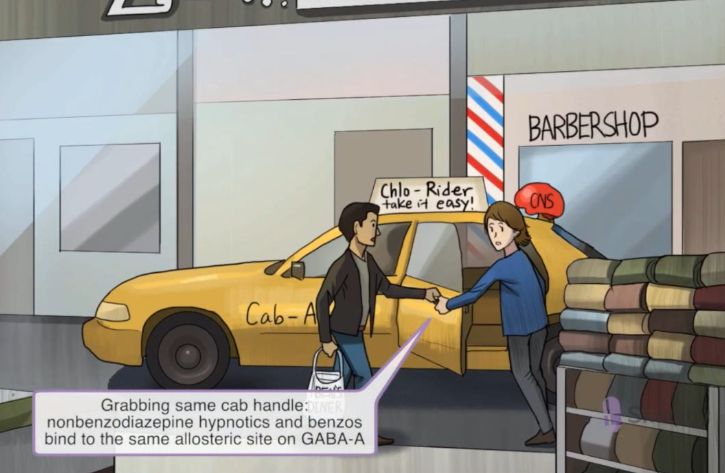 BARBERSHOP
Chlo-Rider
take it easy!
CNS
Cab-A
DINER
Grabbing same cab handle:
nonbenzodiazepine hypnotics and benzos
bind to the same allosteric site on GABA-A